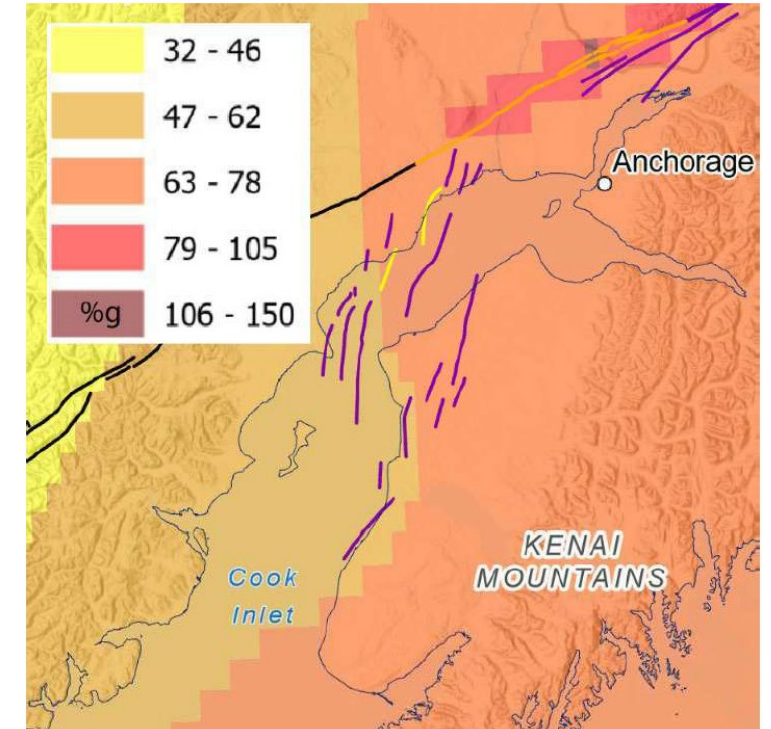 32 - 46
47 - 62
63 - 78
79 - 105
%g 106 - 150
Anchorage
KENAI
MOUNTAINS
Cook
Inlet